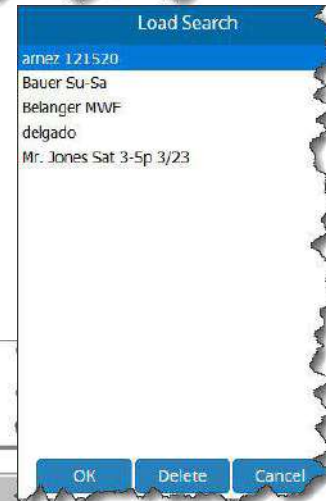 Load Search
arnez 121520
Bauer Su-Sa
Belanger MWF
delgado
Mr. Jones Sat 3-5p 3/23
OK Delete Cancel